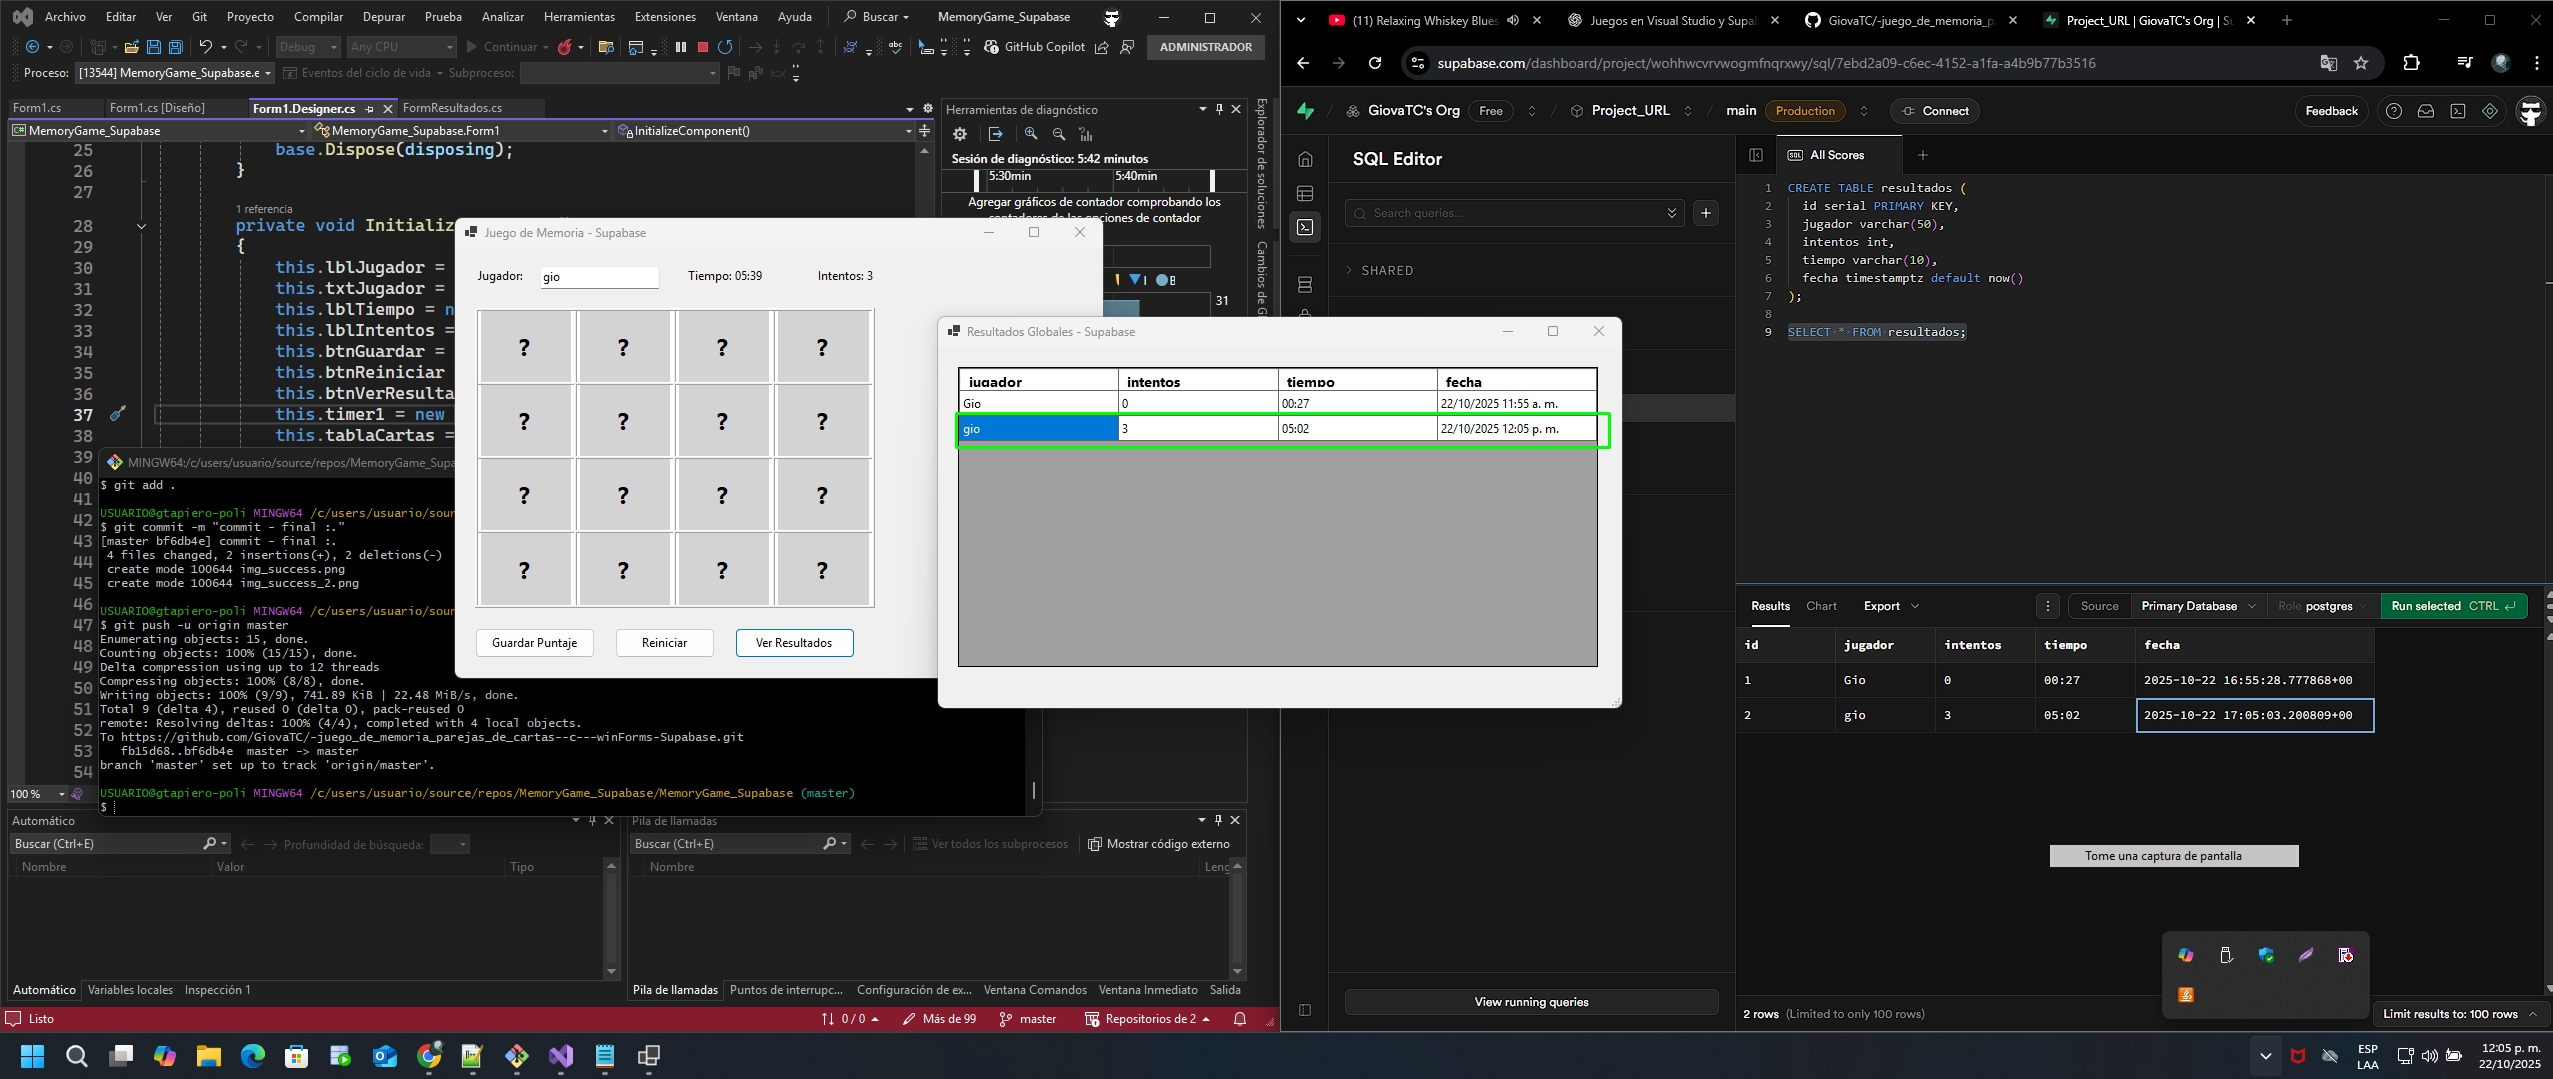 Archivo Editar Ver Git Proyecto Compilar Depurar Prueba Analizar Herramientas Extensiones Ventana Ayuda Buscar MemoryGame_Supabase
Debug Any CPU Continuar GitHub Copilot ADMINISTRADOR
Proceso: [13544] MemoryGame_Supabase.e Eventos del ciclo de vida Subproceso:
Form1.cs Form1.cs [Diseño] Form1.Designer.cs FormResultados.cs
MemoryGame_Supabase MemoryGame_Supabase.Form1 InitializeComponent()
25 base.Dispose(disposing);
26 }
27
1 referencia
28 private void Initializ
29 {
30 this.lblJugador =
31 this.txtJugador =
32 this.lblTiempo = n
33 this.lblIntentos =
34 this.btnGuardar =
35 this.btnReiniciar
36 this.btnVerResulta
37 this.timer1 = new
38 this.tablaCartas =
39
40
41
42
43
44
45
46
47
48
49
50
51
52
53
54
100 %
Herramientas de diagnóstico
Sesión de diagnóstico: 5:42 minutos
5:30min 5:40min
Agregar gráficos de contador comprobando los
contadores de las opciones de contador
31
Explorador de soluciones
Cambios de G
Juego de Memoria - Supabase
Jugador: gio Tiempo: 05:39 Intentos: 3
? ? ? ?
? ? ? ?
? ? ? ?
? ? ? ?
Guardar Puntaje Reiniciar Ver Resultados
Resultados Globales - Supabase
jugador intentos tiempo fecha
Gio 0 00:27 22/10/2025 11:55 a. m.
gio 3 05:02 22/10/2025 12:05 p. m.
MINGW64:/c/users/usuario/source/repos/MemoryGame_Supa
$ git add .
USUARIO@gtapiero-poli MINGW64 /c/users/usuario/sour
$ git commit -m "commit - final :."
[master bf6db4e] commit - final :.
4 files changed, 2 insertions(+), 2 deletions(-)
create mode 100644 img_success.png
create mode 100644 img_success_2.png
USUARIO@gtapiero-poli MINGW64 /c/users/usuario/sour
$ git push -u origin master
Enumerating objects: 15, done.
Counting objects: 100% (15/15), done.
Delta compression using up to 12 threads
Compressing objects: 100% (8/8), done.
Writing objects: 100% (9/9), 741.89 KiB | 22.48 MiB/s, done.
Total 9 (delta 4), reused 0 (delta 0), pack-reused 0
remote: Resolving deltas: 100% (4/4), completed with 4 local objects.
To https://github.com/GiovaTC/-juego_de_memoria_parejas_de_cartas--c---winForms-Supabase.git
fb15d68..bf6db4e master -> master
branch 'master' set up to track 'origin/master'.
USUARIO@gtapiero-poli MINGW64 /c/users/usuario/source/repos/MemoryGame_Supabase/MemoryGame_Supabase (master)
$
Automático
Buscar (Ctrl+E) Profundidad de búsqueda:
Nombre Valor Tipo
Automático Variables locales Inspección 1
Pila de llamadas
Buscar (Ctrl+E) Ver todos los subprocesos Mostrar código externo
Nombre Leng
Pila de llamadas Puntos de interrupc... Configuración de ex... Ventana Comandos Ventana Inmediato Salida
Listo 0 / 0 Más de 99 master Repositorios de 2
(11) Relaxing Whiskey Blues Juegos en Visual Studio y Supa GiovaTC/-juego_de_memoria_p Project_URL | GiovaTC's Org | Su
supabase.com/dashboard/project/wohhwcvrvwogmfnqrxwy/sql/7ebd2a09-c6ec-4152-a1fa-a4b9b77b3516
GiovaTC's Org Free Project_URL main Production Connect Feedback
SQL Editor
Search queries...
SHARED
View running queries
SQL All Scores
1 CREATE TABLE resultados (
2 id serial PRIMARY KEY,
3 jugador varchar(50),
4 intentos int,
5 tiempo varchar(10),
6 fecha timestamptz default now()
7 );
8
9 SELECT * FROM resultados;
Results Chart Export Source Primary Database Role postgres Run selected CTRL
id jugador intentos tiempo fecha
1 Gio 0 00:27 2025-10-22 16:55:28.777868+00
2 gio 3 05:02 2025-10-22 17:05:03.200809+00
Tome una captura de pantalla
2 rows (Limited to only 100 rows) Limit results to: 100 rows
ESP
LAA
12:05 p. m.
22/10/2025